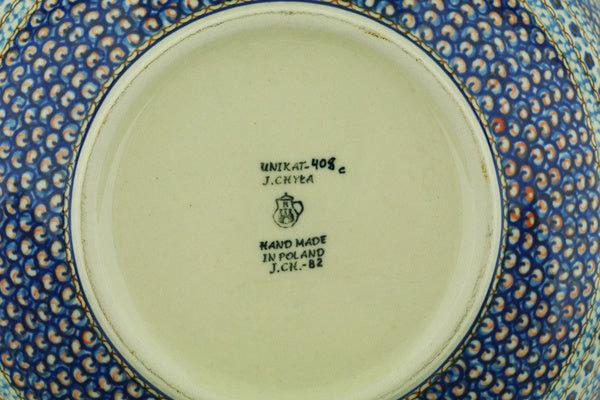 UNIKAT-408c
J.CHYŁA
HAND MADE
IN POLAND
J.CH.-82